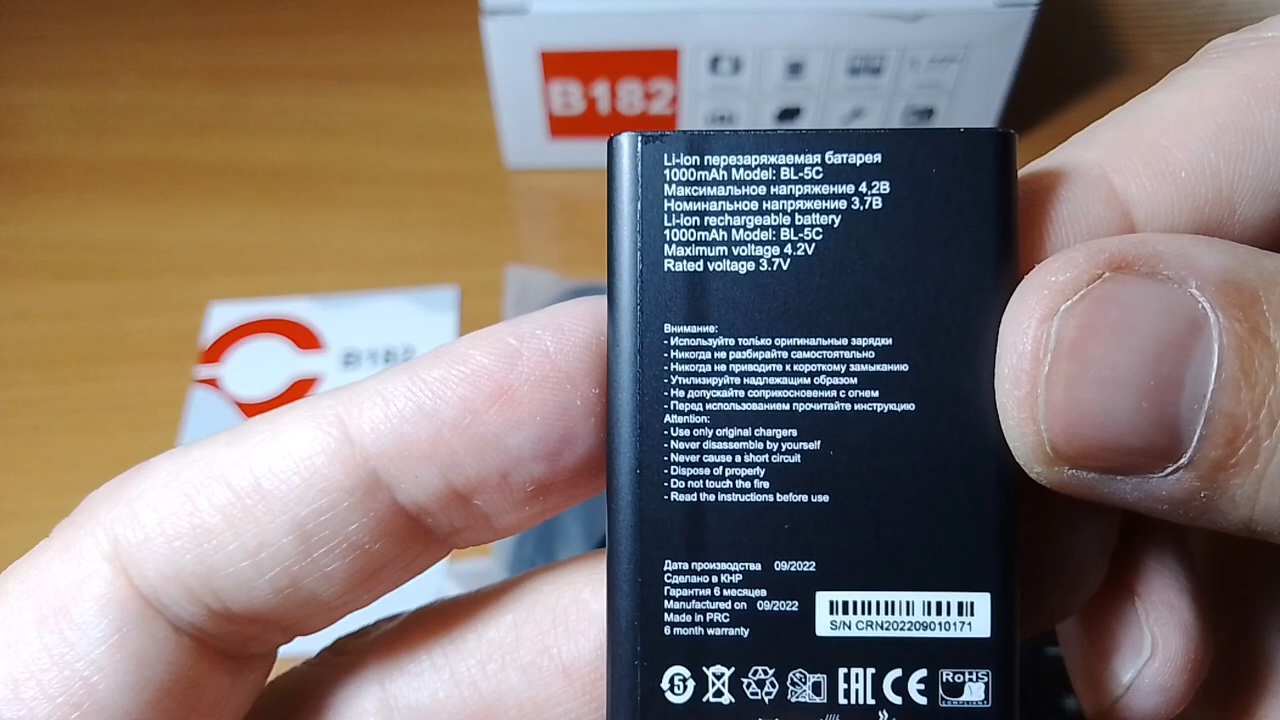 B182
B182
Li-ion перезаряжаемая батарея
1000mAh Model: BL-5C
Максимальное напряжение 4,2В
Номинальное напряжение 3,7В
Li-ion rechargeable battery
1000mAh Model: BL-5C
Maximum voltage 4.2V
Rated voltage 3.7V
Внимание:
- Используйте только оригинальные зарядки
- Никогда не разбирайте самостоятельно
- Никогда не приводите к короткому замыканию
- Утилизируйте надлежащим образом
- Не допускайте соприкосновения с огнем
- Перед использованием прочитайте инструкцию
Attention:
- Use only original chargers
- Never disassemble by yourself
- Never cause a short circuit
- Dispose of properly
- Do not touch the fire
- Read the instructions before use
Дата производства 09/2022
Сделано в КНР
Гарантия 6 месяцев
Manufactured on 09/2022
Made in PRC
6 month warranty
S/N CRN202209010171
5
EAC CE RoHS
COMPLIANT